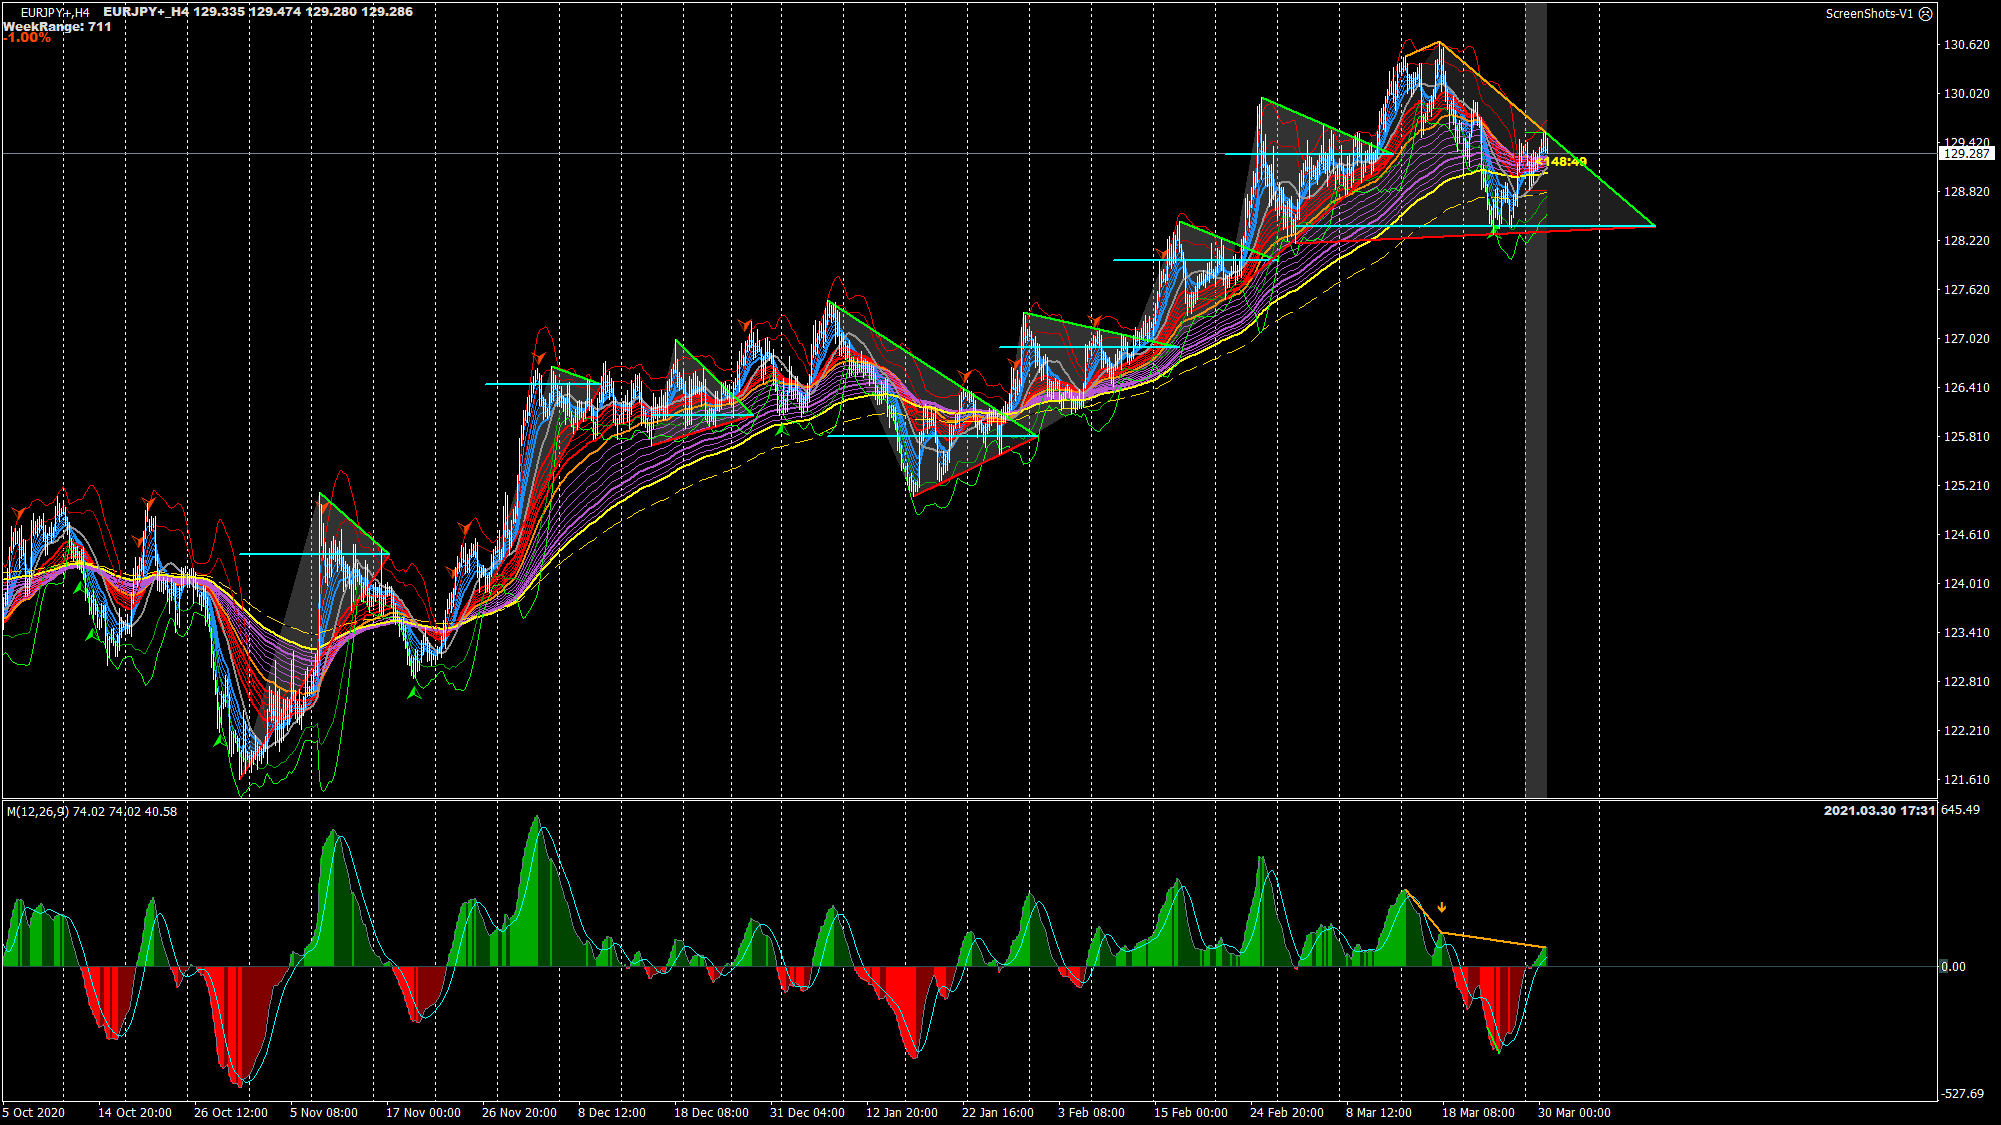 EURJPY+,H4 EURJPY+_H4 129.335 129.474 129.280 129.286
ScreenShots-V1
WeekRange: 711
-1.00%
130.620
130.020
129.420
129.287
148:49
128.820
128.220
127.620
127.020
126.410
125.810
125.210
124.610
124.010
123.410
122.810
122.210
121.610
M(12,26,9) 74.02 74.02 40.58
2021.03.30 17:31
645.49
0.00
-527.69
5 Oct 2020
14 Oct 20:00
26 Oct 12:00
5 Nov 08:00
17 Nov 00:00
26 Nov 20:00
8 Dec 12:00
18 Dec 08:00
31 Dec 04:00
12 Jan 20:00
22 Jan 16:00
3 Feb 08:00
15 Feb 00:00
24 Feb 20:00
8 Mar 12:00
18 Mar 08:00
30 Mar 00:00